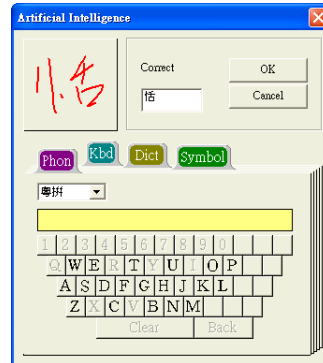 Artificial Intelligence
恬
Correct
OK
恬
Cancel
Phon
Kbd
Dict
Symbol
粵拼
1 2 3 4 5 6 7 8 9 0
Q W E R T Y U I O P
A S D F G H J K L
Z X C V B N M
Clear
Back